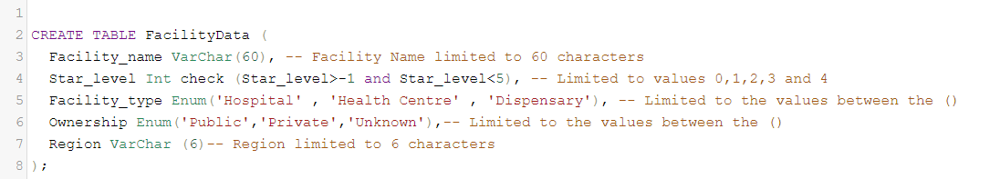 1
2 CREATE TABLE FacilityData (
3 Facility_name VarChar(60), -- Facility Name limited to 60 characters
4 Star_level Int check (Star_level>-1 and Star_level<5), -- Limited to values 0,1,2,3 and 4
5 Facility_type Enum('Hospital' , 'Health Centre' , 'Dispensary'), -- Limited to the values between the ()
6 Ownership Enum('Public','Private','Unknown'),-- Limited to the values between the ()
7 Region VarChar (6)-- Region limited to 6 characters
8 );